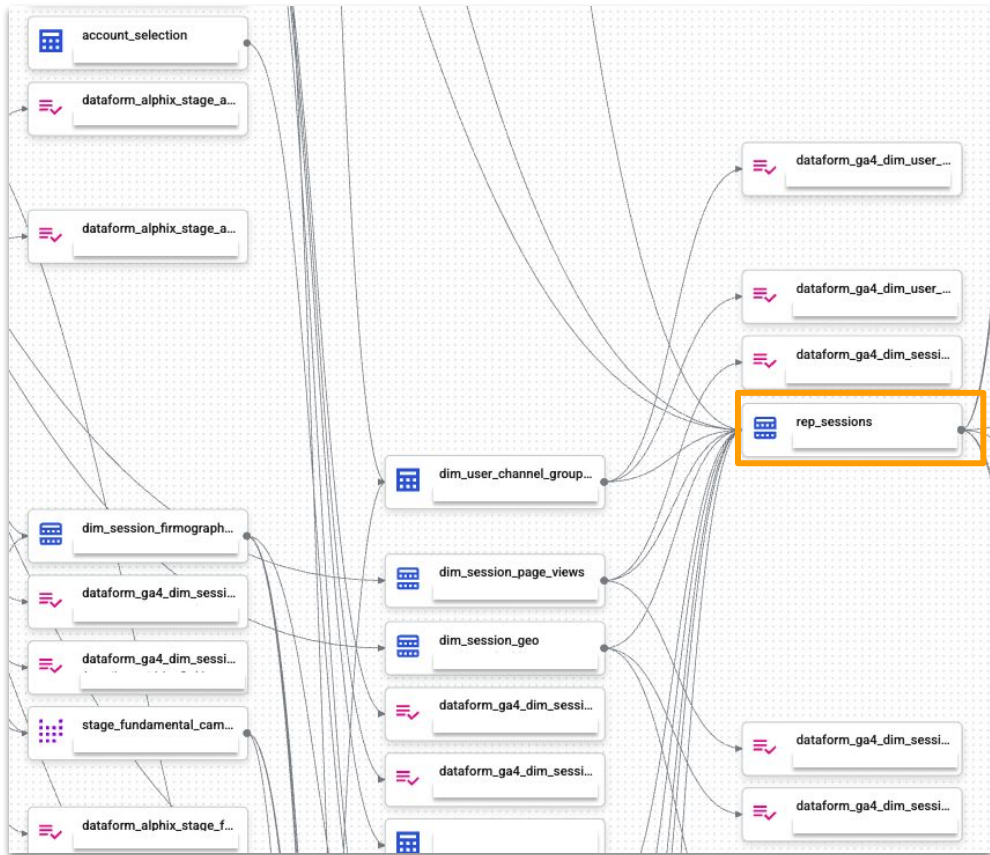 account_selection
dataform_alphix_stage_a...
dataform_alphix_stage_a...
dim_session_firmograph...
dataform_ga4_dim_sessi...
dataform_ga4_dim_sessi...
stage_fundamental_cam...
dataform_alphix_stage_f...
dim_user_channel_group...
dim_session_page_views
dim_session_geo
dataform_ga4_dim_sessi...
dataform_ga4_dim_sessi...
dataform_ga4_dim_user_...
dataform_ga4_dim_user_...
dataform_ga4_dim_sessi...
rep_sessions
dataform_ga4_dim_sessi...
dataform_ga4_dim_sessi...